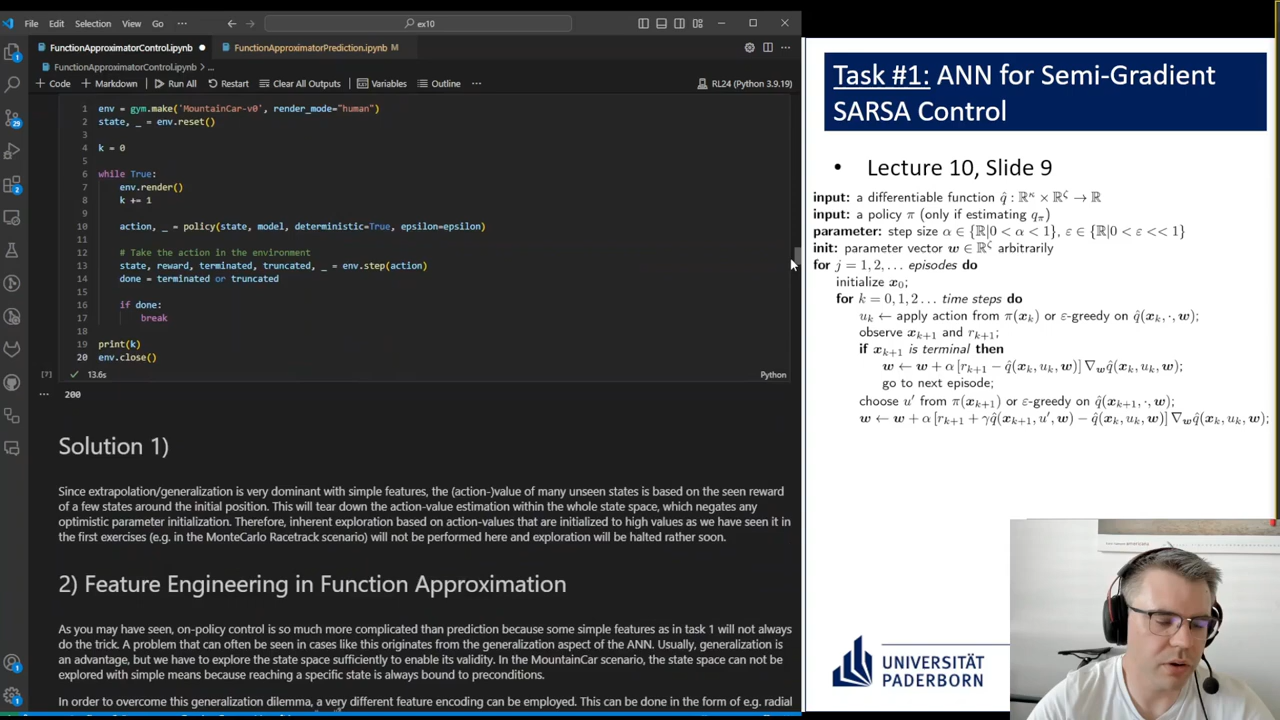 File Edit Selection View Go ··· ex10
FunctionApproximatorControl.ipynb FunctionApproximatorPrediction.ipynb M
FunctionApproximatorControl.ipynb > ...
+ Code + Markdown Run All Restart Clear All Outputs Variables Outline ··· RL24 (Python 3.9.19)
1 env = gym.make('MountainCar-v0', render_mode="human")
2 state, _ = env.reset()
3
4 k = 0
5
6 while True:
7 env.render()
8 k += 1
9
10 action, _ = policy(state, model, deterministic=True, epsilon=epsilon)
11
12 # Take the action in the environment
13 state, reward, terminated, truncated, _ = env.step(action)
14 done = terminated or truncated
15
16 if done:
17 break
18
19 print(k)
20 env.close()
[7] ✓ 13.6s Python
··· 200
Solution 1)
Since extrapolation/generalization is very dominant with simple features, the (action-)value of many unseen states is based on the seen reward
of a few states around the initial position. This will tear down the action-value estimation within the whole state space, which negates any
optimistic parameter initialization. Therefore, inherent exploration based on action-values that are initialized to high values as we have seen it in
the first exercises (e.g. in the MonteCarlo Racetrack scenario) will not be performed here and exploration will be halted rather soon.
2) Feature Engineering in Function Approximation
As you may have seen, on-policy control is so much more complicated than prediction because some simple features as in task 1 will not always
do the trick. A problem that can often be seen in cases like this originates from the generalization aspect of the ANN. Usually, generalization is
an advantage, but we have to explore the state space sufficiently to enable its validity. In the MountainCar scenario, the state space can not be
explored with simple means because reaching a specific state is always bound to preconditions.
In order to overcome this generalization dilemma, a very different feature encoding can be employed. This can be done in the form of e.g. radial
Task #1: ANN for Semi-Gradient
SARSA Control
• Lecture 10, Slide 9
input: a differentiable function q̂ : ℝ^κ × ℝ^ζ → ℝ
input: a policy π (only if estimating q_π)
parameter: step size α ∈ {ℝ|0 < α < 1}, ε ∈ {ℝ|0 < ε << 1}
init: parameter vector w ∈ ℝ^ζ arbitrarily
for j = 1, 2, ... episodes do
initialize x₀;
for k = 0, 1, 2 ... time steps do
u_k ← apply action from π(x_k) or ε-greedy on q̂(x_k, ·, w);
observe x_{k+1} and r_{k+1};
if x_{k+1} is terminal then
w ← w + α [r_{k+1} − q̂(x_k, u_k, w)] ∇_w q̂(x_k, u_k, w);
go to next episode;
choose u′ from π(x_{k+1}) or ε-greedy on q̂(x_{k+1}, ·, w);
w ← w + α [r_{k+1} + γq̂(x_{k+1}, u′, w) − q̂(x_k, u_k, w)] ∇_w q̂(x_k, u_k, w);
UNIVERSITÄT
PADERBORN